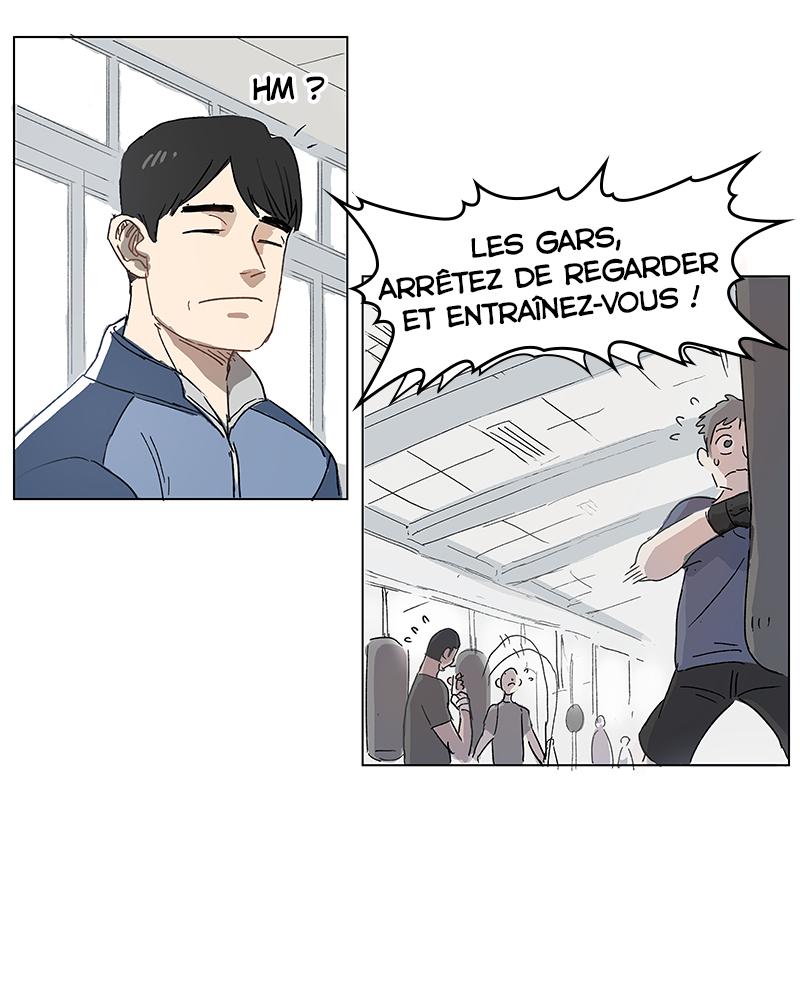 HM ?
LES GARS,
ARRÊTEZ DE REGARDER
ET ENTRAÎNEZ-VOUS !